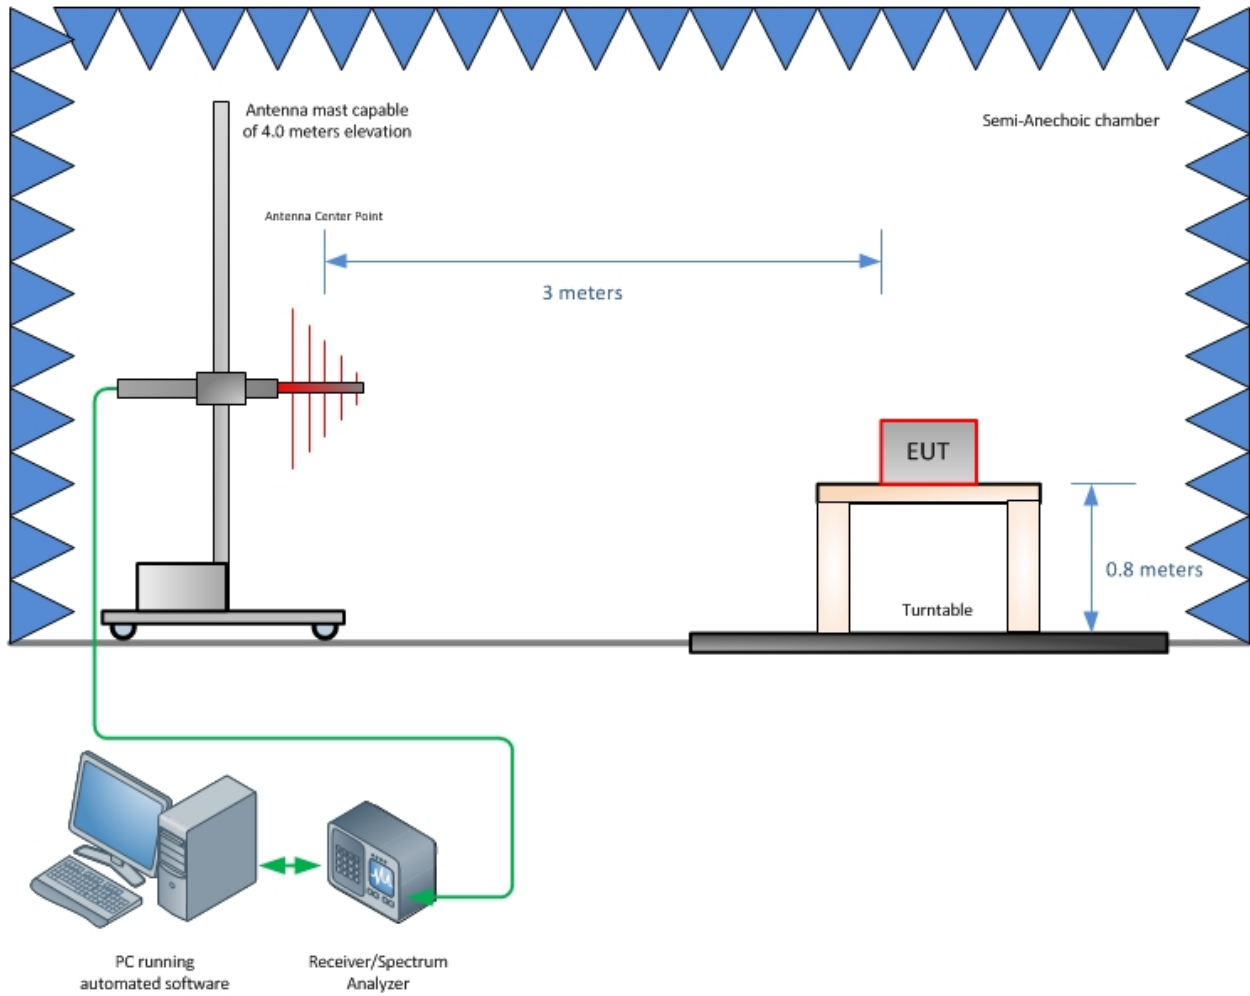 Antenna mast capable
of 4.0 meters elevation
Semi-Anechoic chamber
Antenna Center Point
3 meters
EUT
0.8 meters
Turntable
PC running
automated software
Receiver/Spectrum
Analyzer